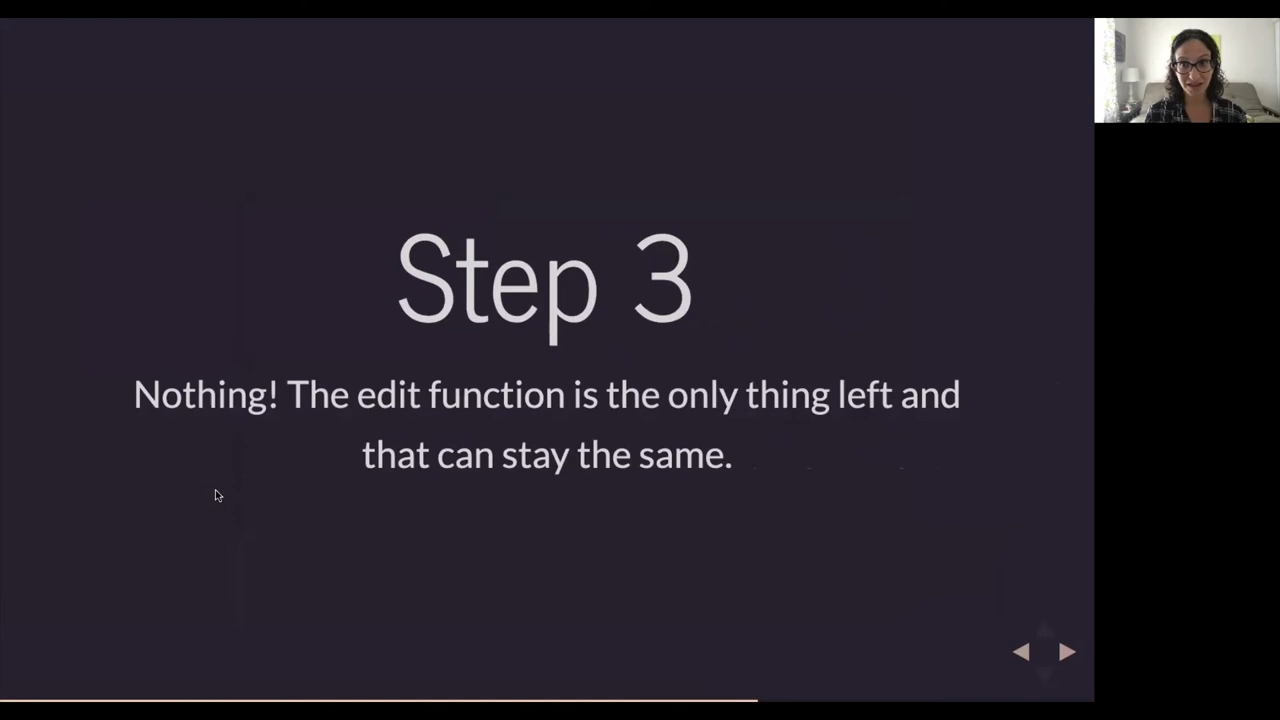 Step 3
Nothing! The edit function is the only thing left and
that can stay the same.